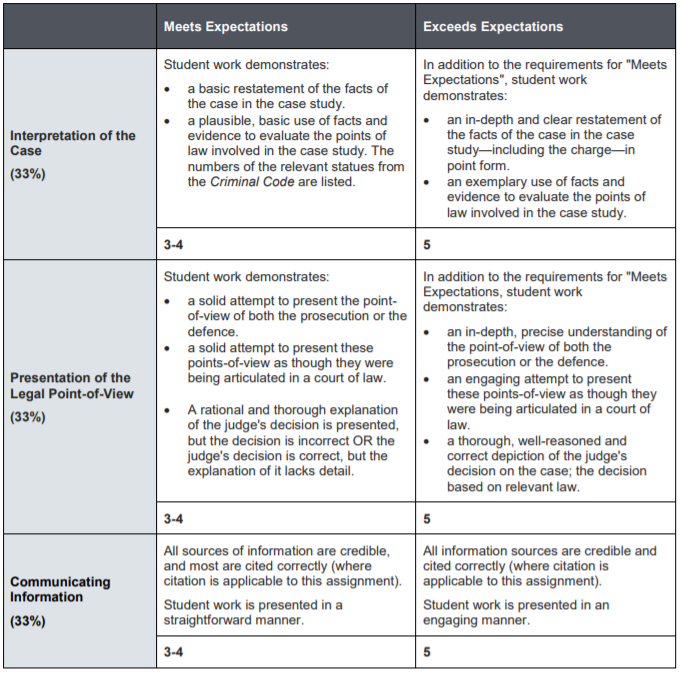 Meets Expectations
Exceeds Expectations
Interpretation of the
Case
(33%)
Student work demonstrates:
• a basic restatement of the facts of
the case in the case study.
• a plausible, basic use of facts and
evidence to evaluate the points of
law involved in the case study. The
numbers of the relevant statues from
the Criminal Code are listed.
In addition to the requirements for "Meets
Expectations", student work
demonstrates:
• an in-depth and clear restatement of
the facts of the case in the case
study—including the charge—in
point form.
• an exemplary use of facts and
evidence to evaluate the points of
law involved in the case study.
3-4
5
Presentation of the
Legal Point-of-View
(33%)
Student work demonstrates:
• a solid attempt to present the point-
of-view of both the prosecution or the
defence.
• a solid attempt to present these
points-of-view as though they were
being articulated in a court of law.
• A rational and thorough explanation
of the judge's decision is presented,
but the decision is incorrect OR the
judge's decision is correct, but the
explanation of it lacks detail.
In addition to the requirements for "Meets
Expectations, student work
demonstrates:
• an in-depth, precise understanding of
the point-of-view of both the
prosecution or the defence.
• an engaging attempt to present
these points-of-view as though they
were being articulated in a court of
law.
• a thorough, well-reasoned and
correct depiction of the judge's
decision on the case; the decision
based on relevant law.
3-4
5
Communicating
Information
(33%)
All sources of information are credible,
and most are cited correctly (where
citation is applicable to this assignment).
Student work is presented in a
straightforward manner.
All information sources are credible and
cited correctly (where citation is
applicable to this assignment).
Student work is presented in an
engaging manner.
3-4
5